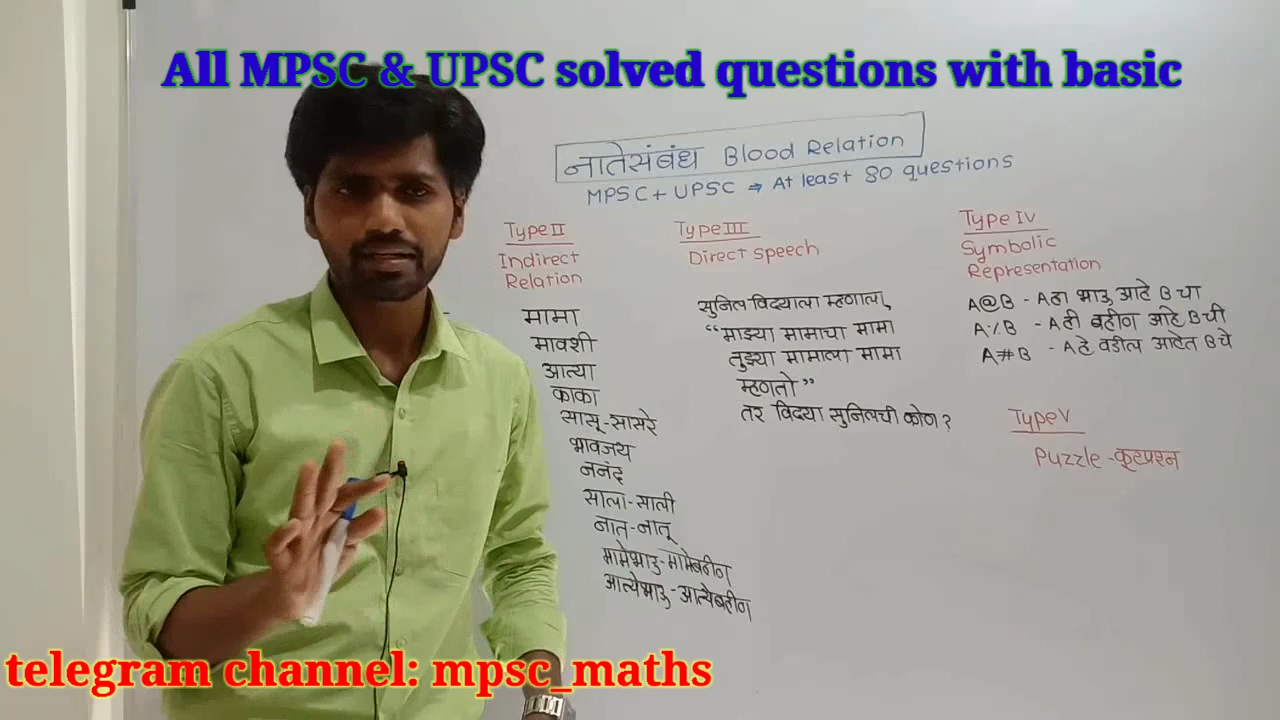 All MPSC & UPSC solved questions with basic
नातेसंबंध Blood Relation
MPSC + UPSC ⇒ At least 80 questions
Type II
Indirect
Relation
मामा
मावशी
आत्या
काका
सासू-सासरे
भावजय
ननंद
साला-साली
नात-नातू
मामेभाऊ-मामेबहीण
आत्येभाऊ-आत्येबहीण
Type III
Direct speech
सुनिल विद्याला म्हणाला,
“माझ्या मामाचा मामा
तुझ्या मामाला मामा
म्हणतो”
तर विद्या सुनिलची कोण?
Type IV
Symbolic
Representation
A@B - A हा भाऊ आहे B चा
A%B - A ही बहीण आहे B ची
A#B - A हे वडील आहेत B चे
Type V
Puzzle - कूटप्रश्न
telegram channel: mpsc_maths